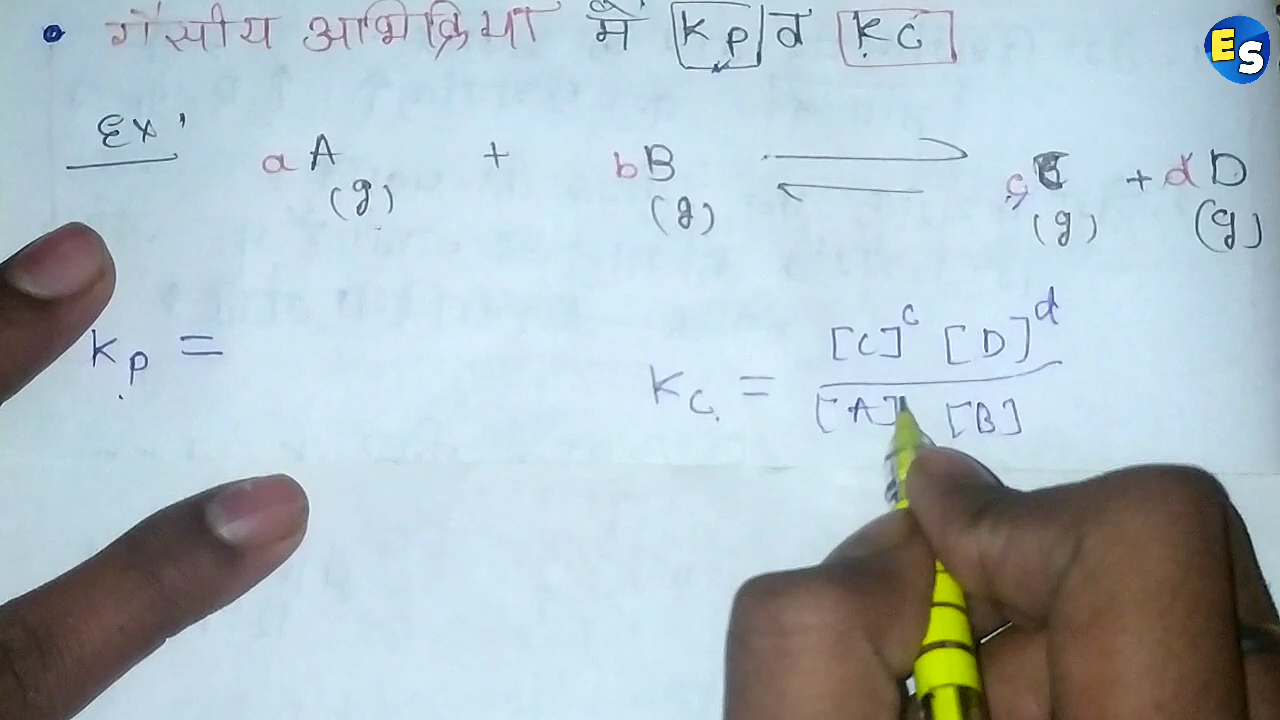 • गैसीय अभिक्रिया में Kp व Kc
ES
Ex,
aA(g) + bB(g) ⇌ cC(g) + dD(g)
Kp =
Kc = [C]^c [D]^d / [A] [B]